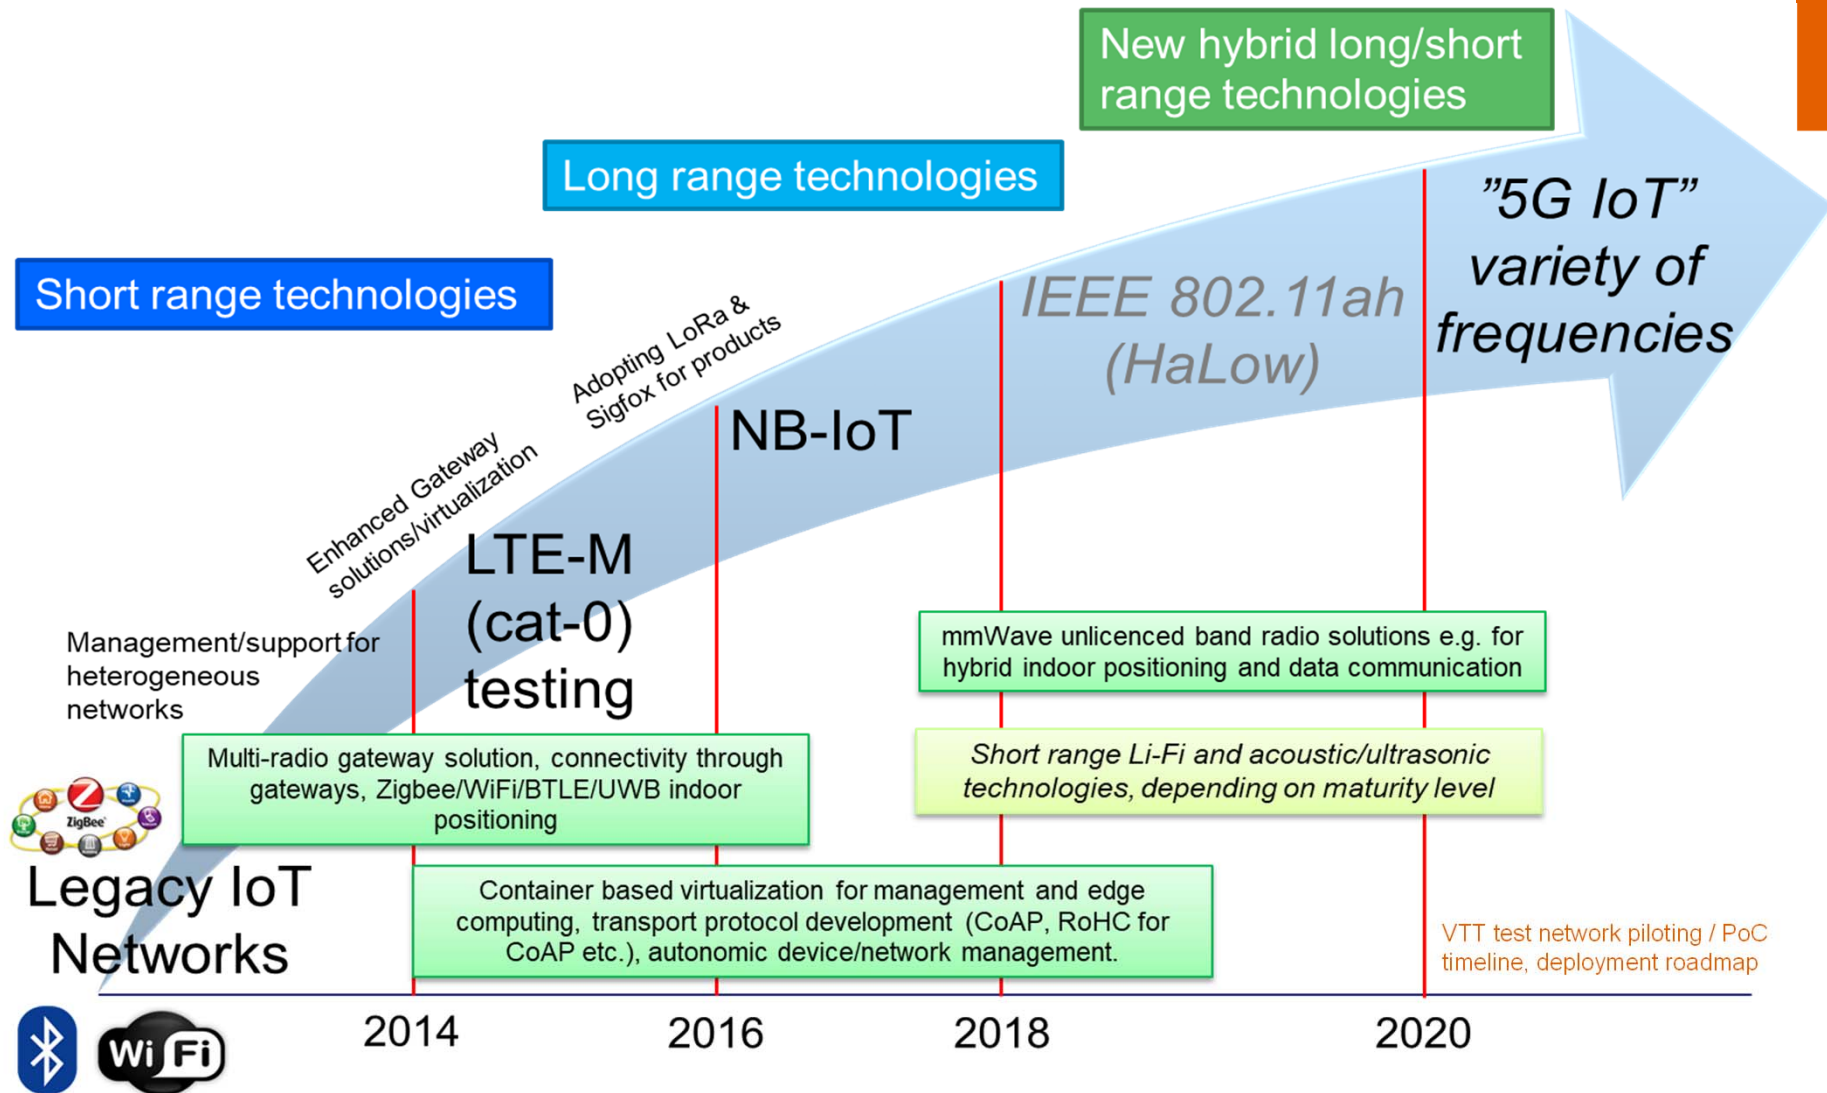 New hybrid long/short
range technologies
Long range technologies
Short range technologies
”5G IoT”
variety of
frequencies
IEEE 802.11ah
(HaLow)
Adopting LoRa &
Sigfox for products
NB-IoT
Enhanced Gateway
solutions/virtualization
LTE-M
(cat-0)
testing
Management/support for
heterogeneous
networks
mmWave unlicenced band radio solutions e.g. for
hybrid indoor positioning and data communication
Multi-radio gateway solution, connectivity through
gateways, Zigbee/WiFi/BTLE/UWB indoor
positioning
Short range Li-Fi and acoustic/ultrasonic
technologies, depending on maturity level
ZigBee
Legacy IoT
Networks
Container based virtualization for management and edge
computing, transport protocol development (CoAP, RoHC for
CoAP etc.), autonomic device/network management.
VTT test network piloting / PoC
timeline, deployment roadmap
Wi Fi
2014
2016
2018
2020